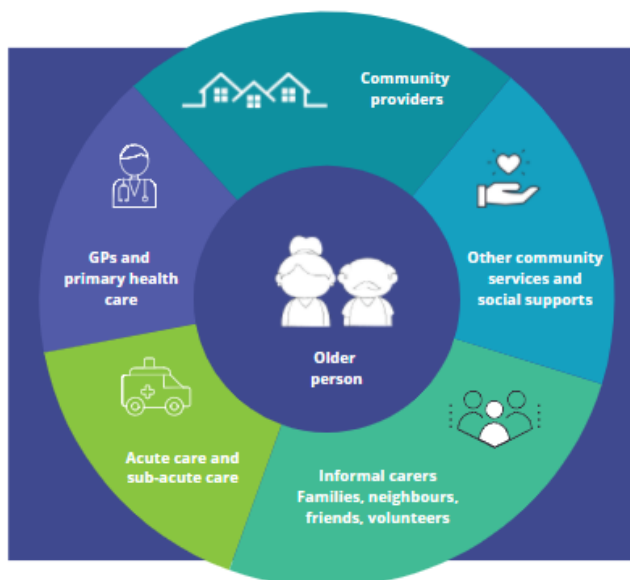 Community
providers
Other community
services and
social supports
Informal carers
Families, neighbours,
friends, volunteers
Acute care and
sub-acute care
GPs and
primary health
care
Older
person